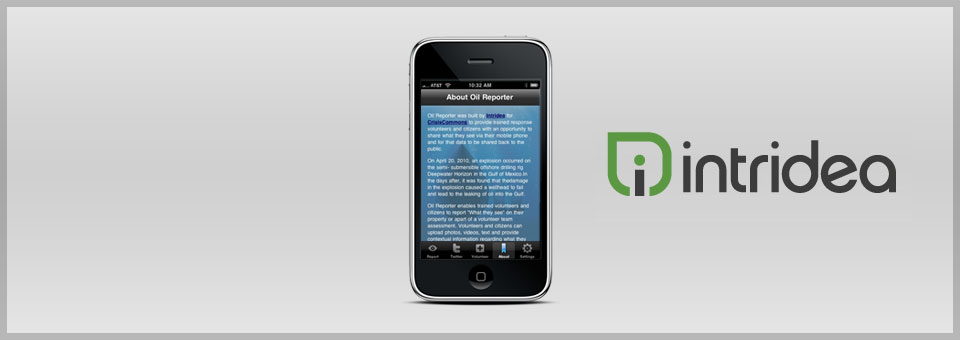 AT&T 10:32 AM
About Oil Reporter
Oil Reporter was built by Intridea for
CrisisCommons to provide trained response
volunteers and citizens with an opportunity to
share what they see via their mobile phone
and for that data to be shared back to the
public.
On April 20, 2010, an explosion occurred on
the semi- submersible offshore drilling rig
Deepwater Horizon in the Gulf of Mexico.In
the days after, it was found that thedamage
in the explosion caused a wellhead to fail
and lead to the leaking of oil into the Gulf.
Oil Reporter enables trained volunteers and
citizens to report "What they see" on their
property or apart of a volunteer team
assessment. Volunteers and citizens can
upload photos, videos, text and provide
contextual information regarding what they
Report Twitter Volunteer About Settings
intridea